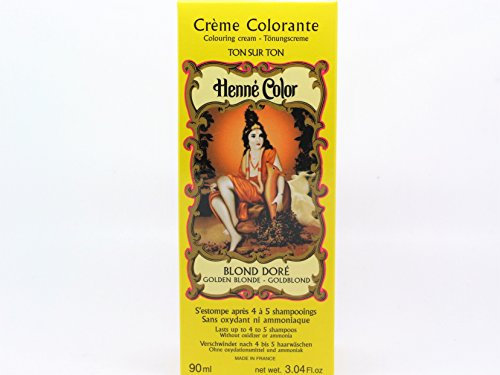 Crème Colorante
Colouring cream - Tönungscreme
TON SUR TON
Henné Color
BLOND DORÉ
GOLDEN BLONDE - GOLDBLOND
S'estompe après 4 à 5 shampooings
Sans oxydant ni ammoniaque
Lasts up to 4 to 5 shampoos
Without oxidizer or ammonia
Verschwindet nach 4 bis 5 haarwäschen
Ohne oxydationsmittel und ammoniak
MADE IN FRANCE
90ml net wt. 3.04 Fl.oz